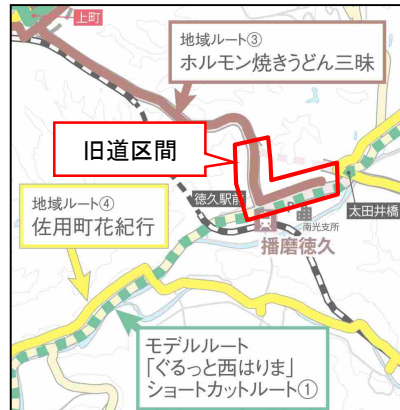 上町
地域ルート③
ホルモン焼きうどん三昧
旧道区間
徳久駅前
地域ルート④
佐用町花紀行
太田井橋
南光支所
播磨徳久
モデルルート
「ぐるっと西はりま」
ショートカットルート①